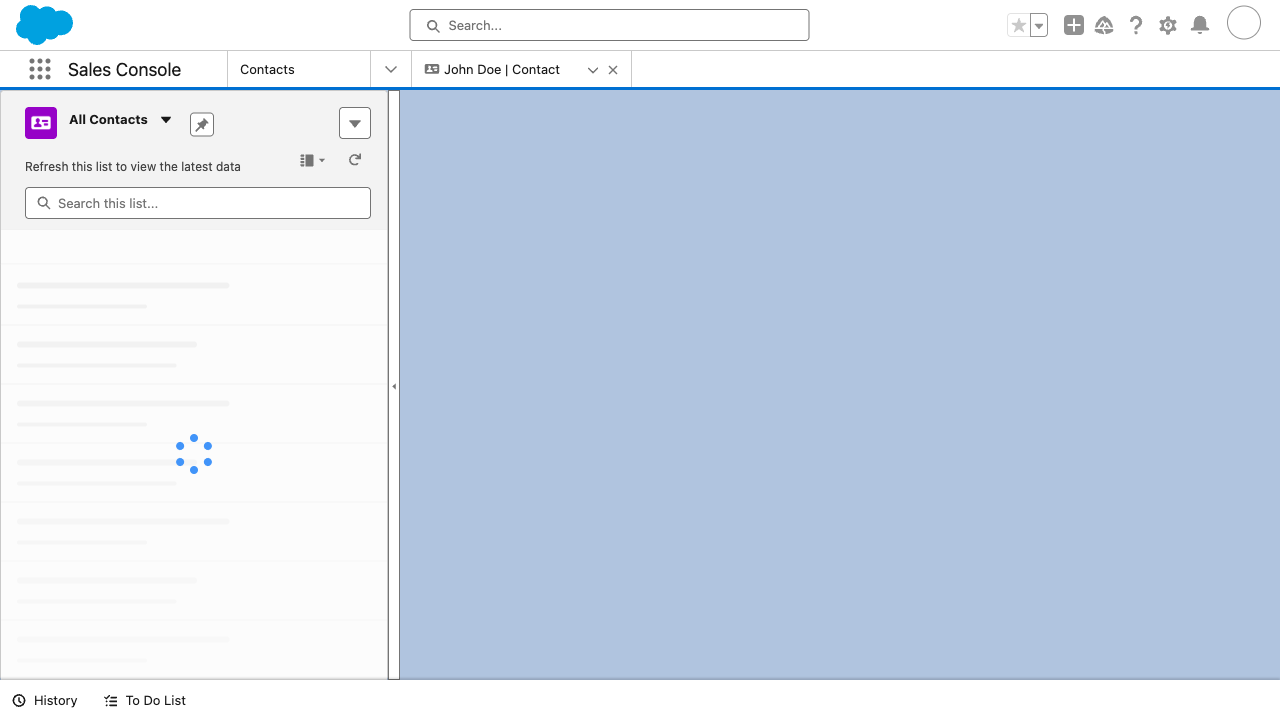 Search...
Sales Console
Contacts
John Doe | Contact
All Contacts
Refresh this list to view the latest data
Search this list...
History
To Do List